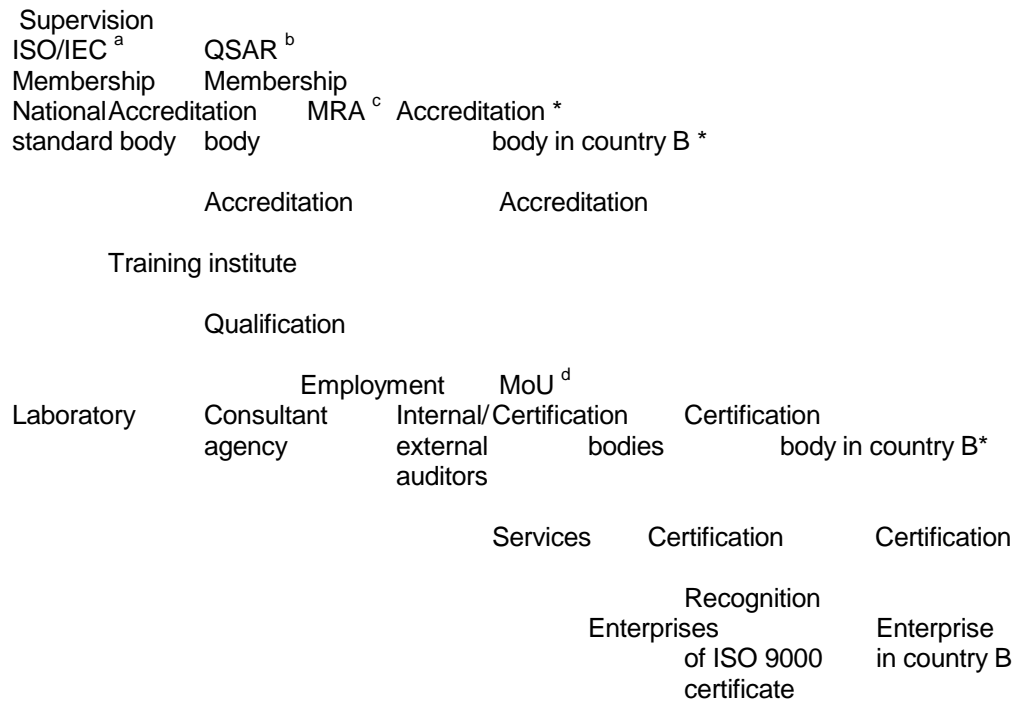 Supervision
ISO/IEC a QSAR b
Membership Membership
NationalAccreditation MRA c Accreditation *
standard body body body in country B *
Accreditation Accreditation
Training institute
Qualification
Employment MoU d
Laboratory Consultant Internal/Certification Certification
agency external bodies body in country B*
auditors
Services Certification Certification
Recognition
Enterprises Enterprise
of ISO 9000 in country B
certificate